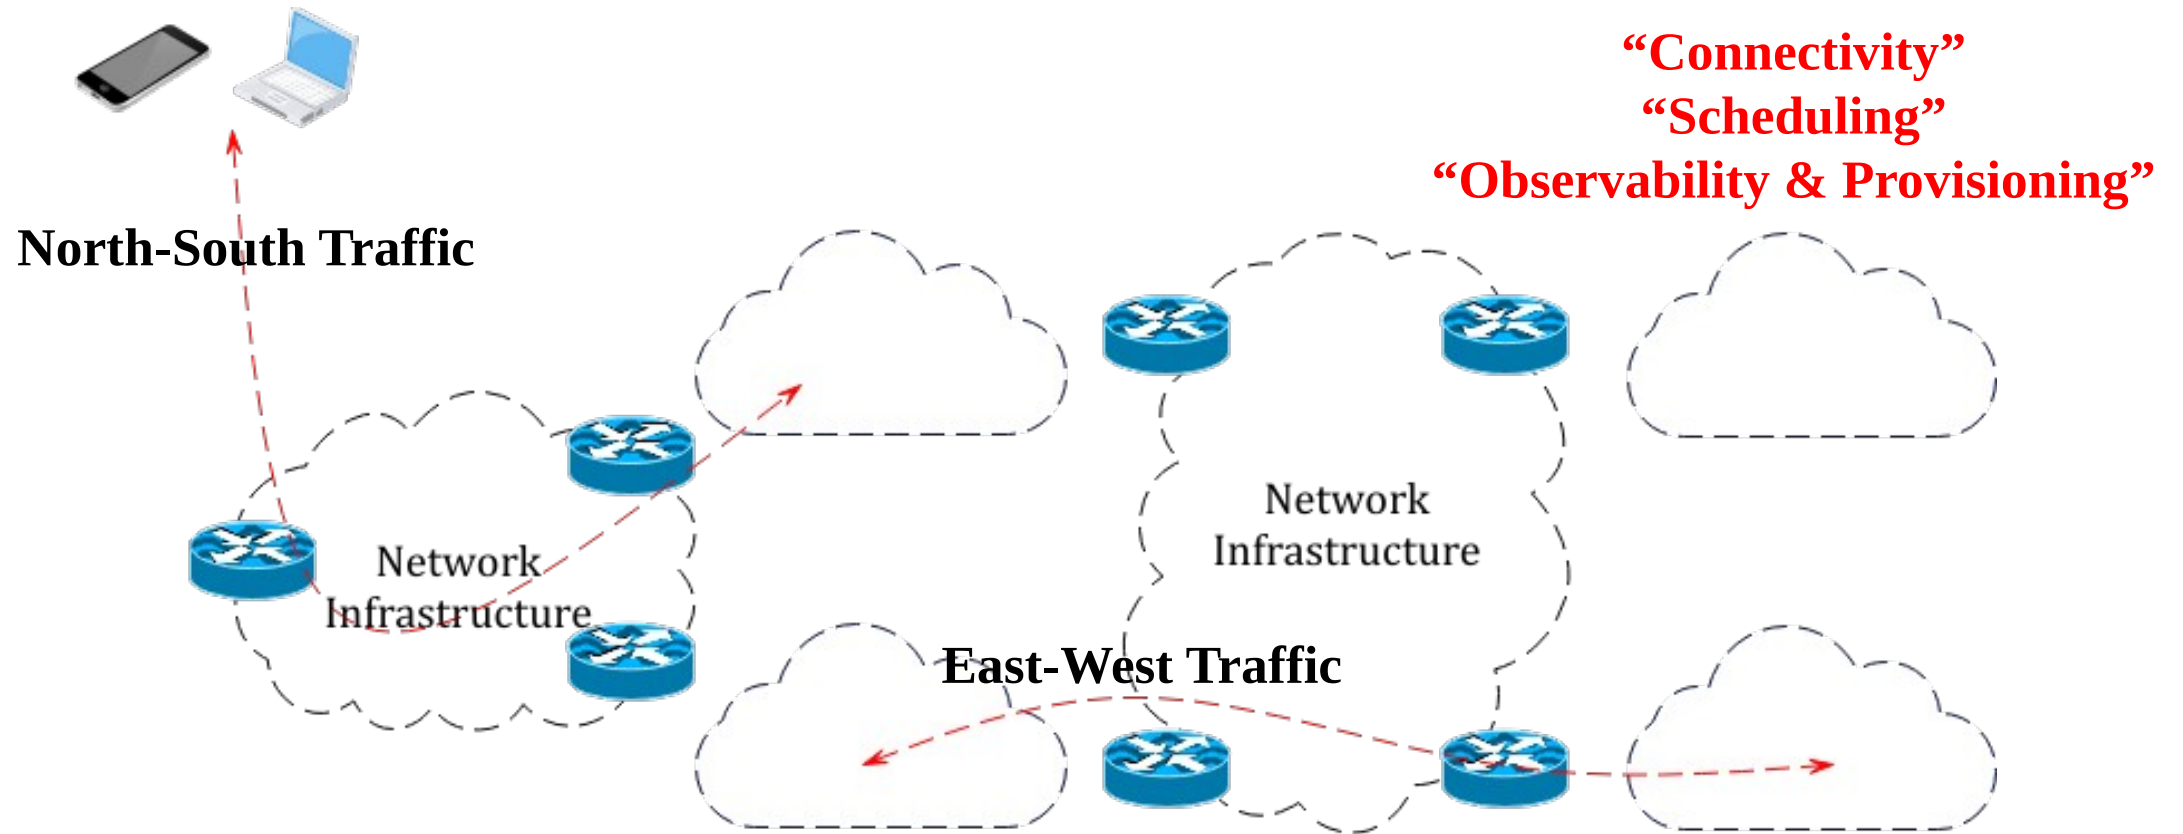 “Connectivity”
“Scheduling”
“Observability & Provisioning”
North-South Traffic
Network
Infrastructure
Network
Infrastructure
East-West Traffic